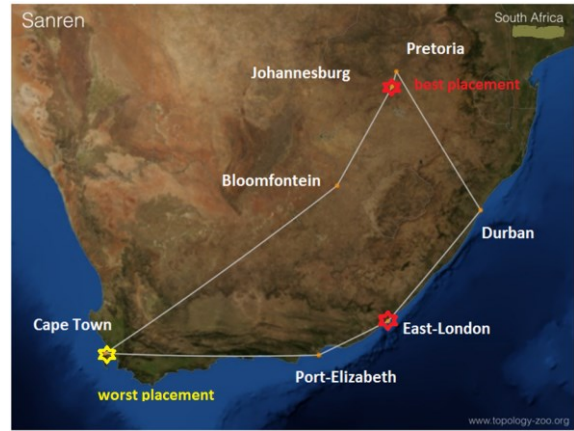 Sanren
South Africa
Pretoria
Johannesburg
best placement
Bloomfontein
Durban
Cape Town
East-London
Port-Elizabeth
worst placement
www.topology-zoo.org